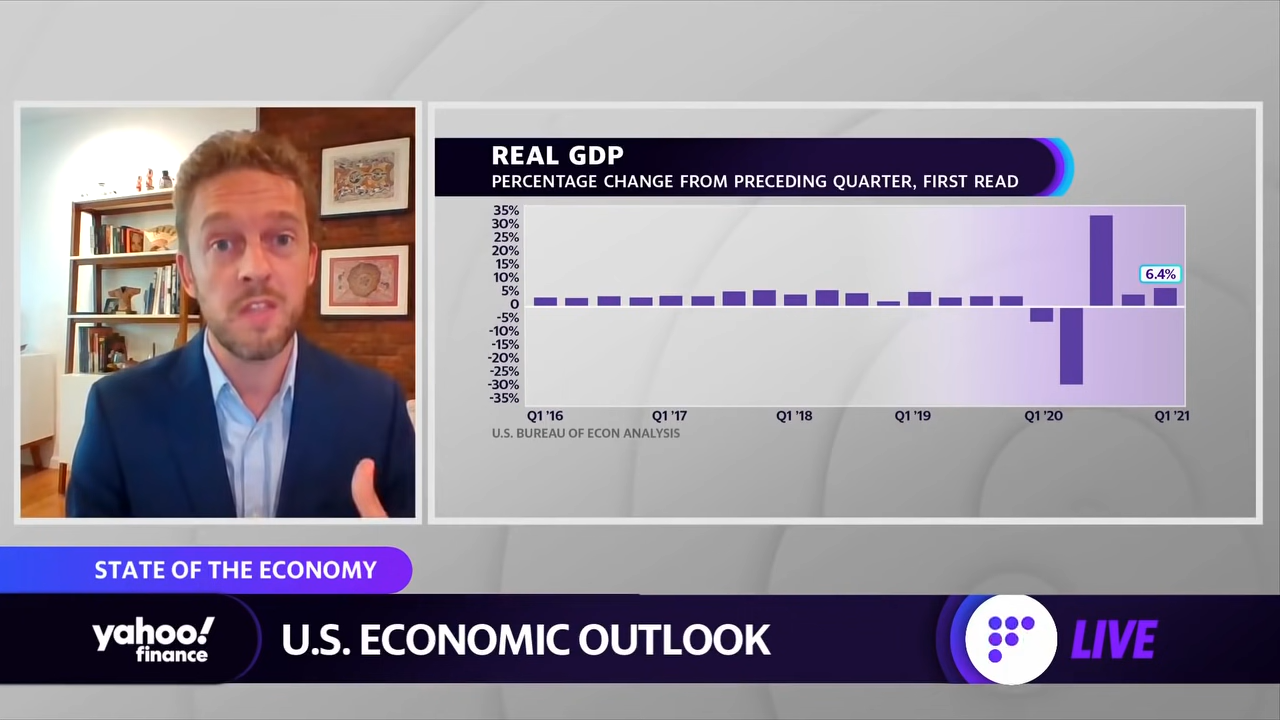 REAL GDP
PERCENTAGE CHANGE FROM PRECEDING QUARTER, FIRST READ
35%
30%
25%
20%
15%
10%
5%
0
-5%
-10%
-15%
-20%
-25%
-30%
-35%
6.4%
Q1 '16 Q1 '17 Q1 '18 Q1 '19 Q1 '20 Q1 '21
U.S. BUREAU OF ECON ANALYSIS
STATE OF THE ECONOMY
yahoo!
finance
U.S. ECONOMIC OUTLOOK
LIVE